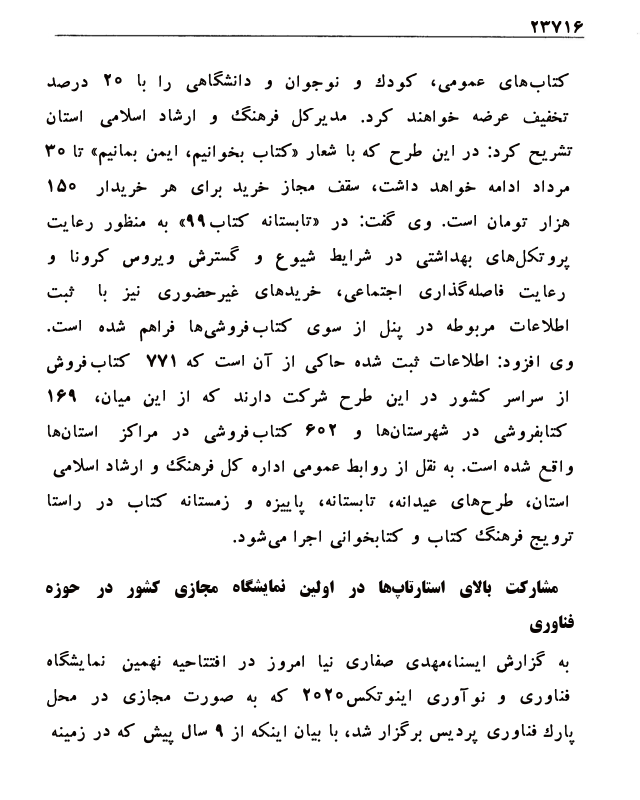 ۲۳۷۱۶
کتاب‌های عمومی، کودك و نوجوان و دانشگاهی را با ۲۰ درصد
تخفیف عرضه خواهند کرد. مدیرکل فرهنگ و ارشاد اسلامی استان
تشریح کرد: در این طرح که با شعار «کتاب بخوانیم، ایمن بمانیم» تا ۳۰
مرداد ادامه خواهد داشت، سقف مجاز خرید برای هر خریدار ۱۵۰
هزار تومان است. وی گفت: در «تابستانه کتاب۹۹» به منظور رعایت
پروتکل‌های بهداشتی در شرایط شیوع و گسترش ویروس کرونا و
رعایت فاصله‌گذاری اجتماعی، خریدهای غیرحضوری نیز با ثبت
اطلاعات مربوطه در پنل از سوی کتاب‌فروشی‌ها فراهم شده است.
وی افزود: اطلاعات ثبت شده حاکی از آن است که ۷۷۱ کتاب‌فروش
از سراسر کشور در این طرح شرکت دارند که از این میان، ۱۶۹
کتابفروشی در شهرستان‌ها و ۶۰۲ کتاب‌فروشی در مراکز استان‌ها
واقع شده است. به نقل از روابط عمومی اداره کل فرهنگ و ارشاد اسلامی
استان، طرح‌های عیدانه، تابستانه، پاییزه و زمستانه کتاب در راستا
ترویج فرهنگ کتاب و کتابخوانی اجرا می‌شود.
مشارکت بالای استارتاپ‌ها در اولین نمایشگاه مجازی کشور در حوزه
فناوری
به گزارش ایسنا،مهدی صفاری نیا امروز در افتتاحیه نهمین نمایشگاه
فناوری و نوآوری اینوتکس۲۰۲۰ که به صورت مجازی در محل
پارك فناوری پردیس برگزار شد، با بیان اینکه از ۹ سال پیش که در زمینه